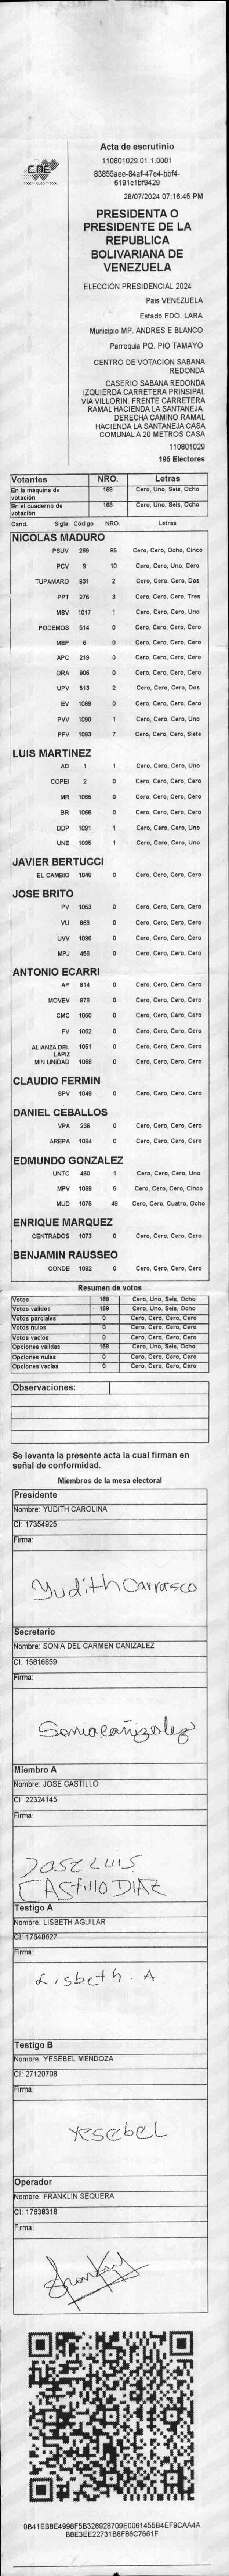 CDE
Acta de escrutinio
110801029.01.1.0001
83855aee-84af-47e4-bbf4-
6191c1bf9429
28/07/2024 07:16:45 PM
PRESIDENTA O
PRESIDENTE DE LA
REPUBLICA
BOLIVARIANA DE
VENEZUELA
ELECCIÓN PRESIDENCIAL 2024
Pais VENEZUELA
Estado EDO. LARA
Municipio MP. ANDRES E BLANCO
Parroquia PQ. PIO TAMAYO
CENTRO DE VOTACION SABANA
REDONDA
CASERIO SABANA REDONDA
IZQUIERDA CARRETERA PRINSIPAL
VIA VILLORIN. FRENTE CARRETERA
RAMAL HACIENDA LA SANTANEJA.
DERECHA CAMINO RAMAL
HACIENDA LA SANTANEJA CASA
COMUNAL A 20 METROS CASA
110801029
195 Electores
Votantes NRO. Letras
En la máquina de votación 168 Cero, Uno, Seis, Ocho
En el cuaderno de votación 168 Cero, Uno, Seis, Ocho
Cand. Sigla Código NRO. Letras
NICOLAS MADURO
PSUV 269 85 Cero, Cero, Ocho, Cinco
PCV 9 10 Cero, Cero, Uno, Cero
TUPAMARO 931 2 Cero, Cero, Cero, Dos
PPT 276 3 Cero, Cero, Cero, Tres
MSV 1017 1 Cero, Cero, Cero, Uno
PODEMOS 514 0 Cero, Cero, Cero, Cero
MEP 6 0 Cero, Cero, Cero, Cero
APC 219 0 Cero, Cero, Cero, Cero
ORA 906 0 Cero, Cero, Cero, Cero
UPV 613 2 Cero, Cero, Cero, Dos
EV 1089 0 Cero, Cero, Cero, Cero
PVV 1090 1 Cero, Cero, Cero, Uno
PFV 1093 7 Cero, Cero, Cero, Siete
LUIS MARTINEZ
AD 1 1 Cero, Cero, Cero, Uno
COPEI 2 0 Cero, Cero, Cero, Cero
MR 1065 0 Cero, Cero, Cero, Cero
BR 1066 0 Cero, Cero, Cero, Cero
DDP 1091 1 Cero, Cero, Cero, Uno
UNE 1095 1 Cero, Cero, Cero, Uno
JAVIER BERTUCCI
EL CAMBIO 1048 0 Cero, Cero, Cero, Cero
JOSE BRITO
PV 1053 0 Cero, Cero, Cero, Cero
VU 868 0 Cero, Cero, Cero, Cero
UVV 1096 0 Cero, Cero, Cero, Cero
MPJ 456 0 Cero, Cero, Cero, Cero
ANTONIO ECARRI
AP 814 0 Cero, Cero, Cero, Cero
MOVEV 878 0 Cero, Cero, Cero, Cero
CMC 1050 0 Cero, Cero, Cero, Cero
FV 1062 0 Cero, Cero, Cero, Cero
ALIANZA DEL LAPIZ 1051 0 Cero, Cero, Cero, Cero
MIN UNIDAD 1068 0 Cero, Cero, Cero, Cero
CLAUDIO FERMIN
SPV 1049 0 Cero, Cero, Cero, Cero
DANIEL CEBALLOS
VPA 236 0 Cero, Cero, Cero, Cero
AREPA 1094 0 Cero, Cero, Cero, Cero
EDMUNDO GONZALEZ
UNTC 460 1 Cero, Cero, Cero, Uno
MPV 1069 5 Cero, Cero, Cero, Cinco
MUD 1075 48 Cero, Cero, Cuatro, Ocho
ENRIQUE MARQUEZ
CENTRADOS 1073 0 Cero, Cero, Cero, Cero
BENJAMIN RAUSSEO
CONDE 1092 0 Cero, Cero, Cero, Cero
Resumen de votos
Votos 168 Cero, Uno, Seis, Ocho
Votos validos 168 Cero, Uno, Seis, Ocho
Votos parciales 0 Cero, Cero, Cero, Cero
Votos nulos 0 Cero, Cero, Cero, Cero
Votos vacios 0 Cero, Cero, Cero, Cero
Opciones validas 168 Cero, Uno, Seis, Ocho
Opciones nulas 0 Cero, Cero, Cero, Cero
Opciones vacias 0 Cero, Cero, Cero, Cero
Observaciones:
Se levanta la presente acta la cual firman en
señal de conformidad.
Miembros de la mesa electoral
Presidente
Nombre: YUDITH CAROLINA
CI: 17354925
Firma:
Yudith Carrasco
Secretario
Nombre: SONIA DEL CARMEN CAÑIZALEZ
CI: 15816859
Firma:
Sonia cañizalez
Miembro A
Nombre: JOSE CASTILLO
CI: 22324145
Firma:
JOSE LUIS
CASTILLO DIAZ
Testigo A
Nombre: LISBETH AGUILAR
CI: 17640627
Firma:
Lisbeth. A
Testigo B
Nombre: YESEBEL MENDOZA
CI: 27120708
Firma:
Yesebel
Operador
Nombre: FRANKLIN SEQUERA
CI: 17638318
Firma:
0B41EB8E4998F5B326928709E0061455B4EF9CAA4A
B8E3EE22731B8FB6C7661F